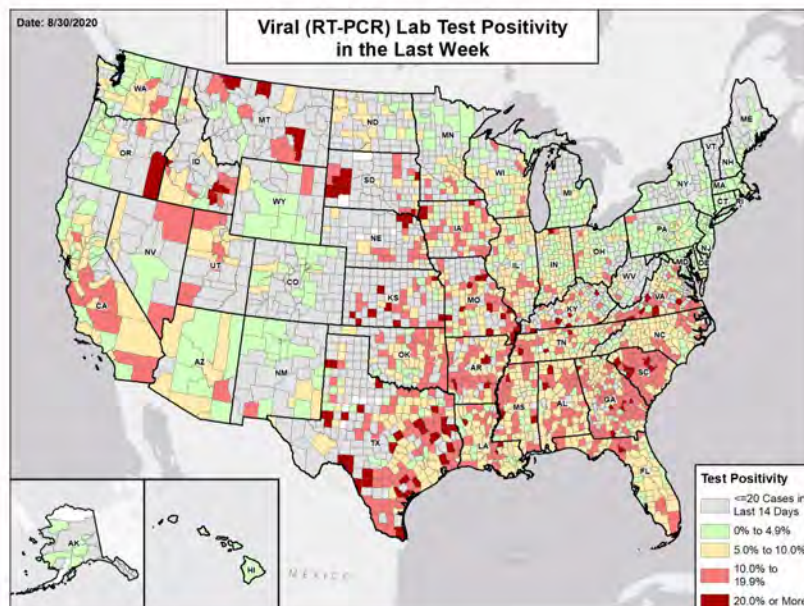 Date: 8/30/2020
Viral (RT-PCR) Lab Test Positivity
in the Last Week
WA
MT
ND
MN
ME
VT
NH
OR
ID
SD
WI
MI
NY
MA
CT
RI
WY
IA
PA
NJ
NE
NV
UT
CO
IL
IN
OH
MD
DE
WV
VA
CA
KS
MO
KY
NC
TN
AZ
NM
OK
AR
SC
MS
AL
GA
TX
LA
FL
AK
HI
MEXICO
Test Positivity
<=20 Cases in
Last 14 Days
0% to 4.9%
5.0% to 10.0%
10.0% to
19.9%
20.0% or More